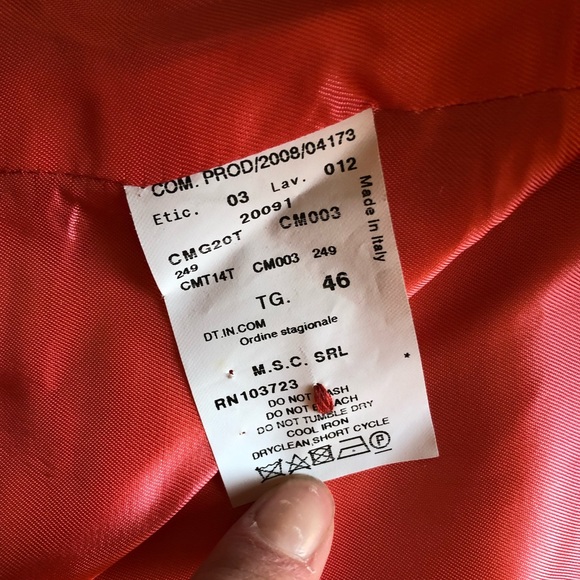 COM. PROD/2008/04173
Etic. 03 Lav. 012
20091
CMG20T CM003
249
CMT14T CM003 249
TG. 46
DT.IN.COM
Ordine stagionale
M.S.C. SRL
RN103723
DO NOT WASH
DO NOT BLEACH
DO NOT TUMBLE DRY
COOL IRON
DRYCLEAN,SHORT CYCLE
P
Made in Italy